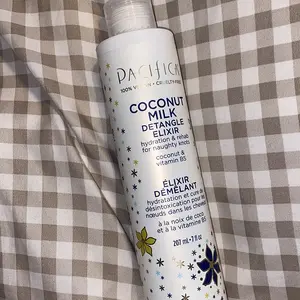 PACIFICA
100% VEGAN • CRUELTY-FREE
COCONUT
MILK
DETANGLE
ELIXIR
hydration & rehab
for naughty knots
coconut &
vitamin B5
ÉLIXIR
DÉMÊLANT
hydratation et cure de
désintoxication pour les
nœuds dans les cheveux
à la noix de coco
et à la vitamine B5
207 mL • 7 fl oz